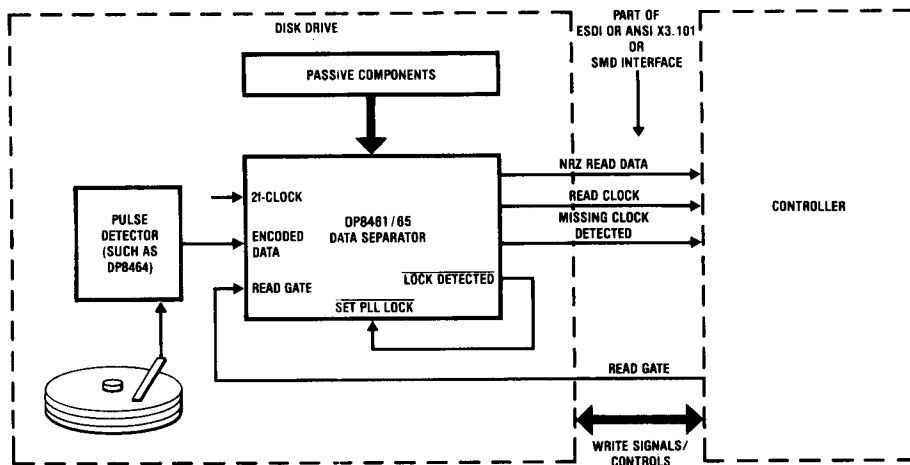 DISK DRIVE
PART OF
ESDI OR ANSI X3.101
OR
SMD INTERFACE
PASSIVE COMPONENTS
PULSE
DETECTOR
(SUCH AS
DP8464)
2f-CLOCK
ENCODED
DATA
READ GATE
DP8461/65
DATA SEPARATOR
LOCK DETECTED
SET PLL LOCK
NRZ READ DATA
READ CLOCK
MISSING CLOCK
DETECTED
CONTROLLER
READ GATE
WRITE SIGNALS/
CONTROLS